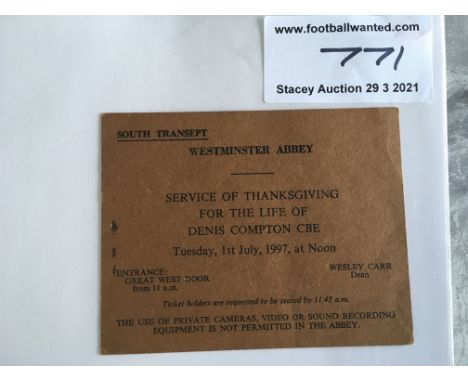 www.footballwanted.com
771
Stacey Auction 29 3 2021
SOUTH TRANSEPT
WESTMINSTER ABBEY
SERVICE OF THANKSGIVING
FOR THE LIFE OF
DENIS COMPTON CBE
Tuesday, 1st July, 1997, at Noon
ENTRANCE:
GREAT WEST DOOR
from 11 a.m.
WESLEY CARR
Dean
Ticket holders are requested to be seated by 11.45 a.m.
THE USE OF PRIVATE CAMERAS, VIDEO OR SOUND RECORDING
EQUIPMENT IS NOT PERMITTED IN THE ABBEY.